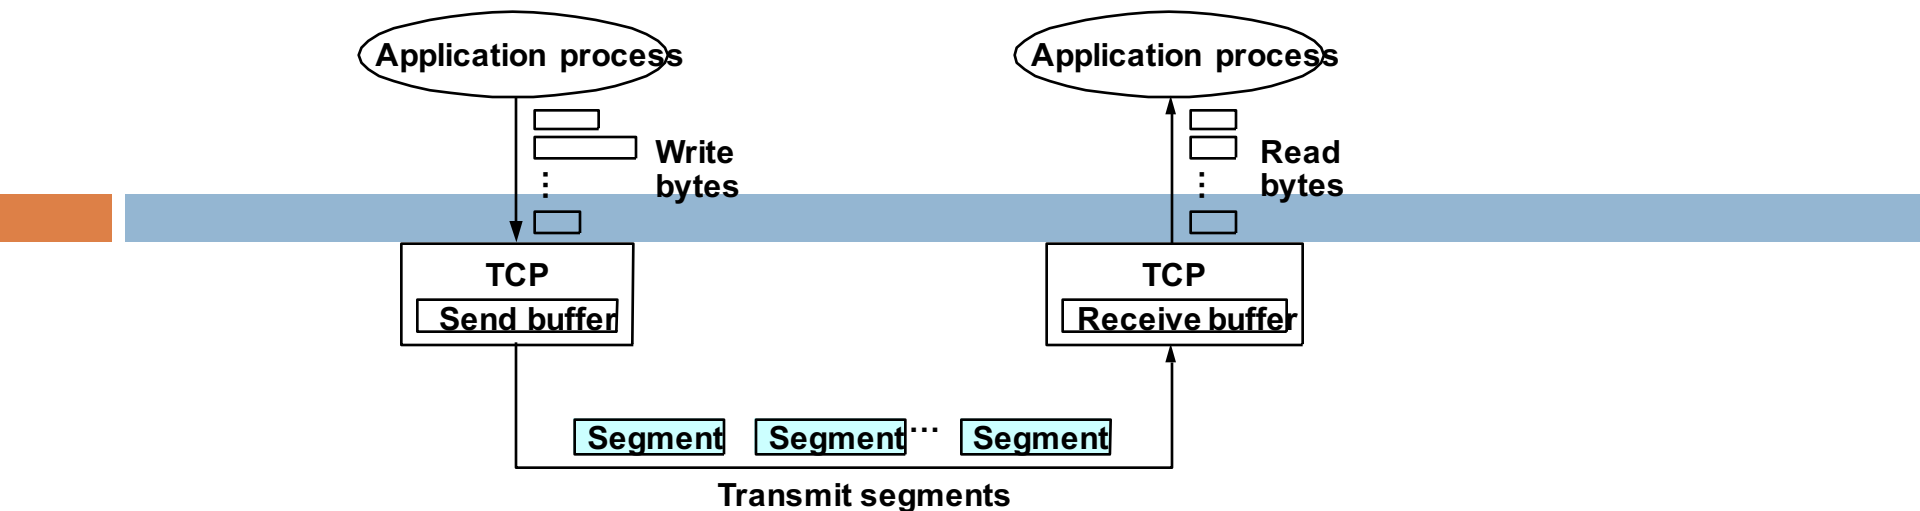 Application process
Application process
Write
bytes
Read
bytes
⋮
⋮
TCP
Send buffer
TCP
Receive buffer
Segment
Segment
…
Segment
Transmit segments